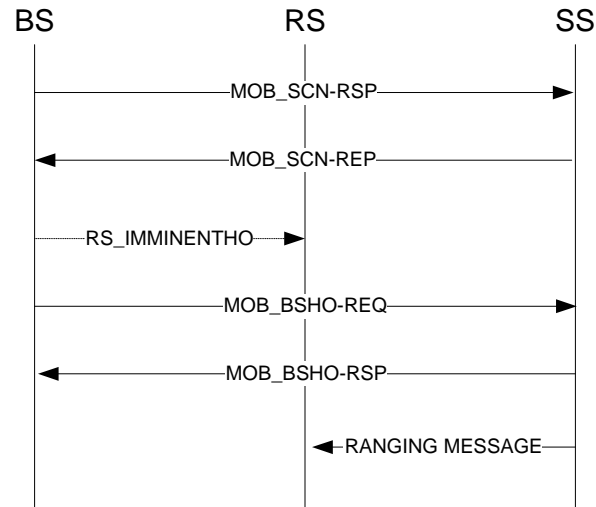 BS RS SS
MOB_SCN-RSP
MOB_SCN-REP
RS_IMMINENTHO
MOB_BSHO-REQ
MOB_BSHO-RSP
RANGING MESSAGE